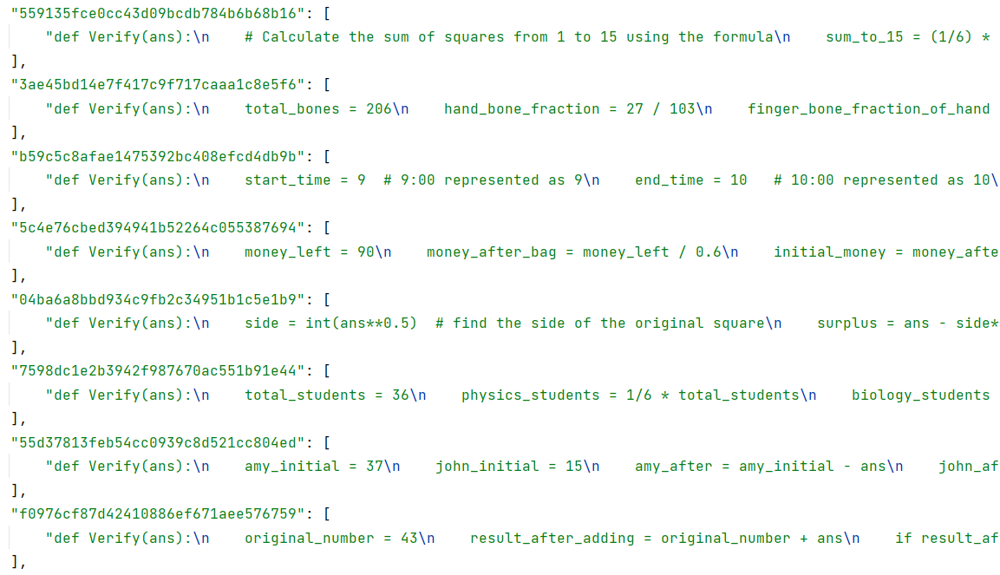 "559135fce0cc43d09bcdb784b6b68b16": [
"def Verify(ans):\n    # Calculate the sum of squares from 1 to 15 using the formula\n    sum_to_15 = (1/6) *
],
"3ae45bd14e7f417c9f717caaa1c8e5f6": [
"def Verify(ans):\n    total_bones = 206\n    hand_bone_fraction = 27 / 103\n    finger_bone_fraction_of_hand
],
"b59c5c8afae1475392bc408efcd4db9b": [
"def Verify(ans):\n    start_time = 9  # 9:00 represented as 9\n    end_time = 10   # 10:00 represented as 10\
],
"5c4e76cbed394941b52264c055387694": [
"def Verify(ans):\n    money_left = 90\n    money_after_bag = money_left / 0.6\n    initial_money = money_afte
],
"04ba6a8bbd934c9fb2c34951b1c5e1b9": [
"def Verify(ans):\n    side = int(ans**0.5)  # find the side of the original square\n    surplus = ans - side*
],
"7598dc1e2b3942f987670ac551b91e44": [
"def Verify(ans):\n    total_students = 36\n    physics_students = 1/6 * total_students\n    biology_students
],
"55d37813feb54cc0939c8d521cc804ed": [
"def Verify(ans):\n    amy_initial = 37\n    john_initial = 15\n    amy_after = amy_initial - ans\n    john_af
],
"f0976cf87d42410886ef671aee576759": [
"def Verify(ans):\n    original_number = 43\n    result_after_adding = original_number + ans\n    if result_af
],